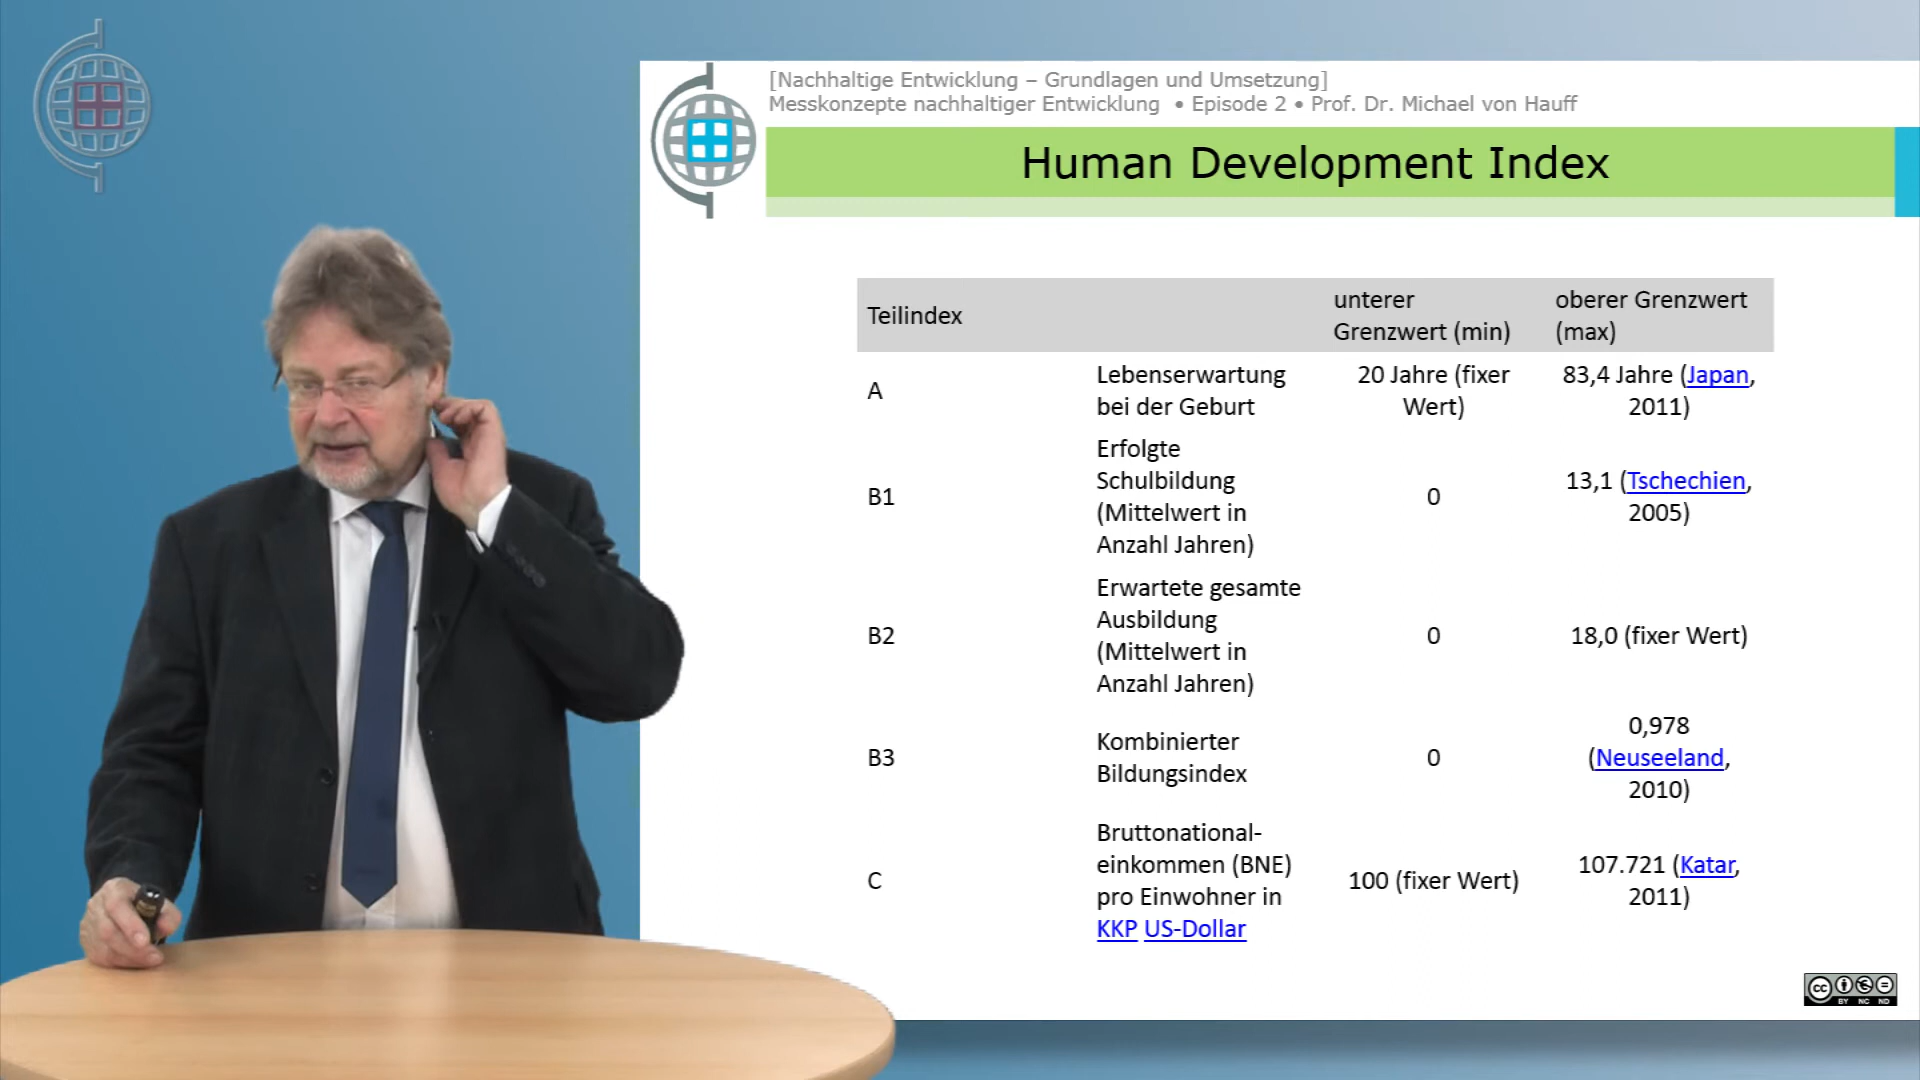 [Nachhaltige Entwicklung – Grundlagen und Umsetzung]
Messkonzepte nachhaltiger Entwicklung • Episode 2 • Prof. Dr. Michael von Hauff
Human Development Index
Teilindex
unterer
Grenzwert (min)
oberer Grenzwert
(max)
A
Lebenserwartung
bei der Geburt
20 Jahre (fixer
Wert)
83,4 Jahre (Japan,
2011)
B1
Erfolgte
Schulbildung
(Mittelwert in
Anzahl Jahren)
0
13,1 (Tschechien,
2005)
B2
Erwartete gesamte
Ausbildung
(Mittelwert in
Anzahl Jahren)
0
18,0 (fixer Wert)
B3
Kombinierter
Bildungsindex
0
0,978
(Neuseeland,
2010)
C
Bruttonational-
einkommen (BNE)
pro Einwohner in
KKP US-Dollar
100 (fixer Wert)
107.721 (Katar,
2011)
cc
BY NC ND